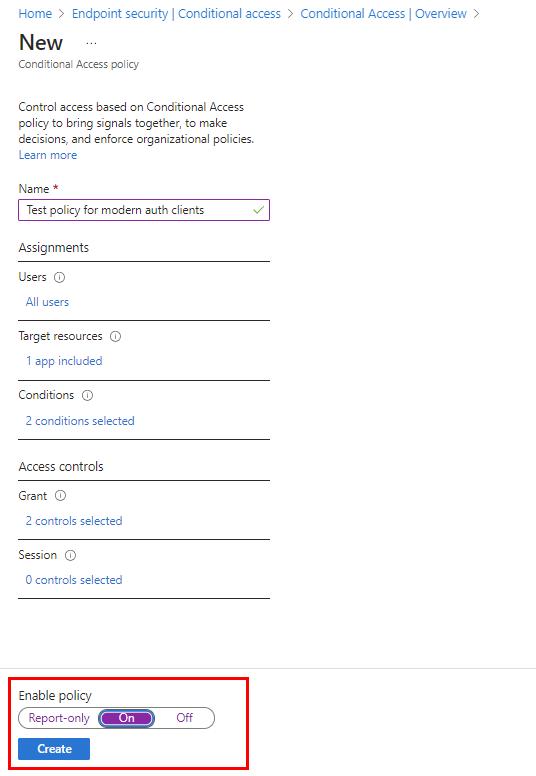 Home > Endpoint security | Conditional access > Conditional Access | Overview >
New ...
Conditional Access policy
Control access based on Conditional Access
policy to bring signals together, to make
decisions, and enforce organizational policies.
Learn more
Name *
Test policy for modern auth clients
Assignments
Users
All users
Target resources
1 app included
Conditions
2 conditions selected
Access controls
Grant
2 controls selected
Session
0 controls selected
Enable policy
Report-only On Off
Create